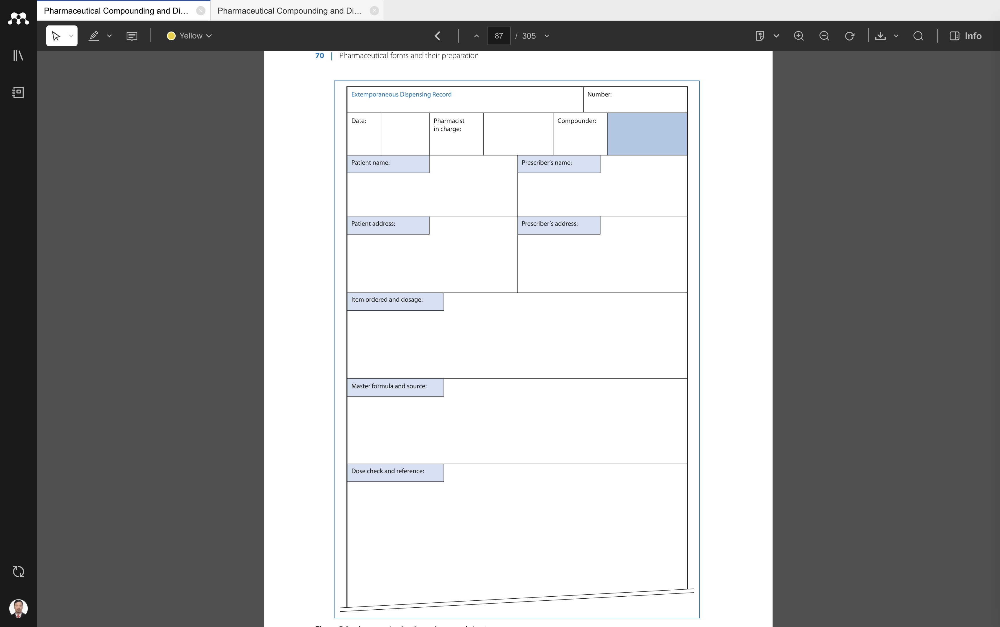 Pharmaceutical Compounding and Di...
Pharmaceutical Compounding and Di...
Yellow
87 / 305
Info
70 | Pharmaceutical forms and their preparation
Extemporaneous Dispensing Record
Number:
Date:
Pharmacist
in charge:
Compounder:
Patient name:
Prescriber’s name:
Patient address:
Prescriber’s address:
Item ordered and dosage:
Master formula and source:
Dose check and reference: